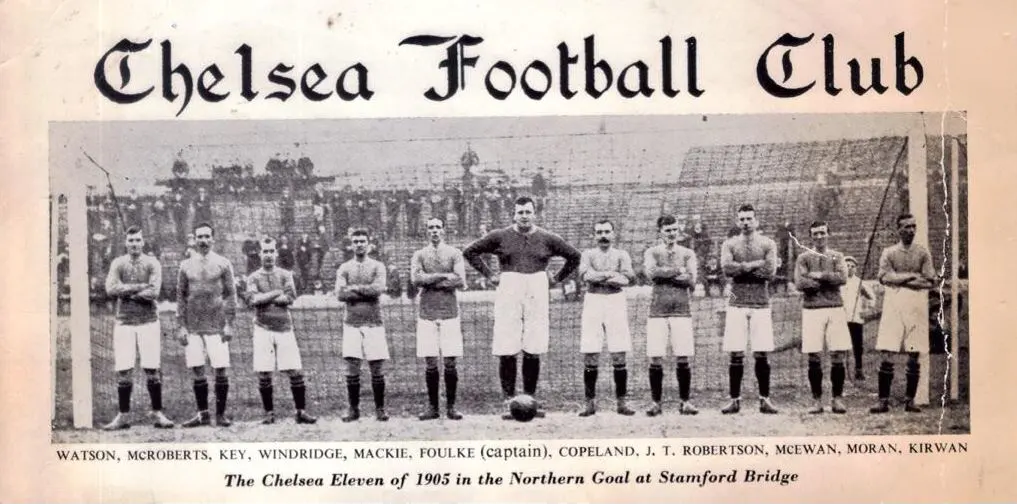 Chelsea Football Club
WATSON, McROBERTS, KEY, WINDRIDGE, MACKIE, FOULKE (captain), COPELAND, J. T. ROBERTSON, McEWAN, MORAN, KIRWAN
The Chelsea Eleven of 1905 in the Northern Goal at Stamford Bridge